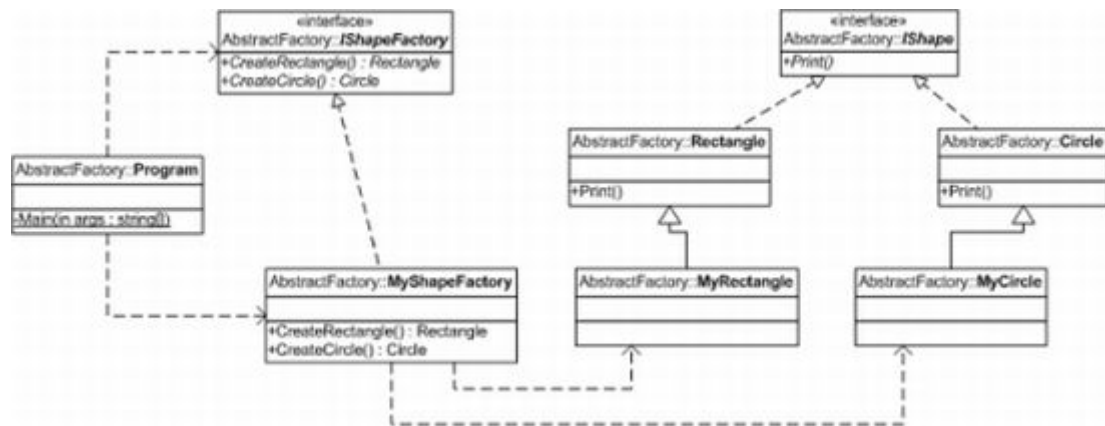 «interface»
AbstractFactory::IShapeFactory
+CreateRectangle() : Rectangle
+CreateCircle() : Circle
«interface»
AbstractFactory::IShape
+Print()
AbstractFactory::Rectangle
+Print()
AbstractFactory::Circle
+Print()
AbstractFactory::Program
-Main(in args : string[])
AbstractFactory::MyShapeFactory
+CreateRectangle() : Rectangle
+CreateCircle() : Circle
AbstractFactory::MyRectangle
AbstractFactory::MyCircle